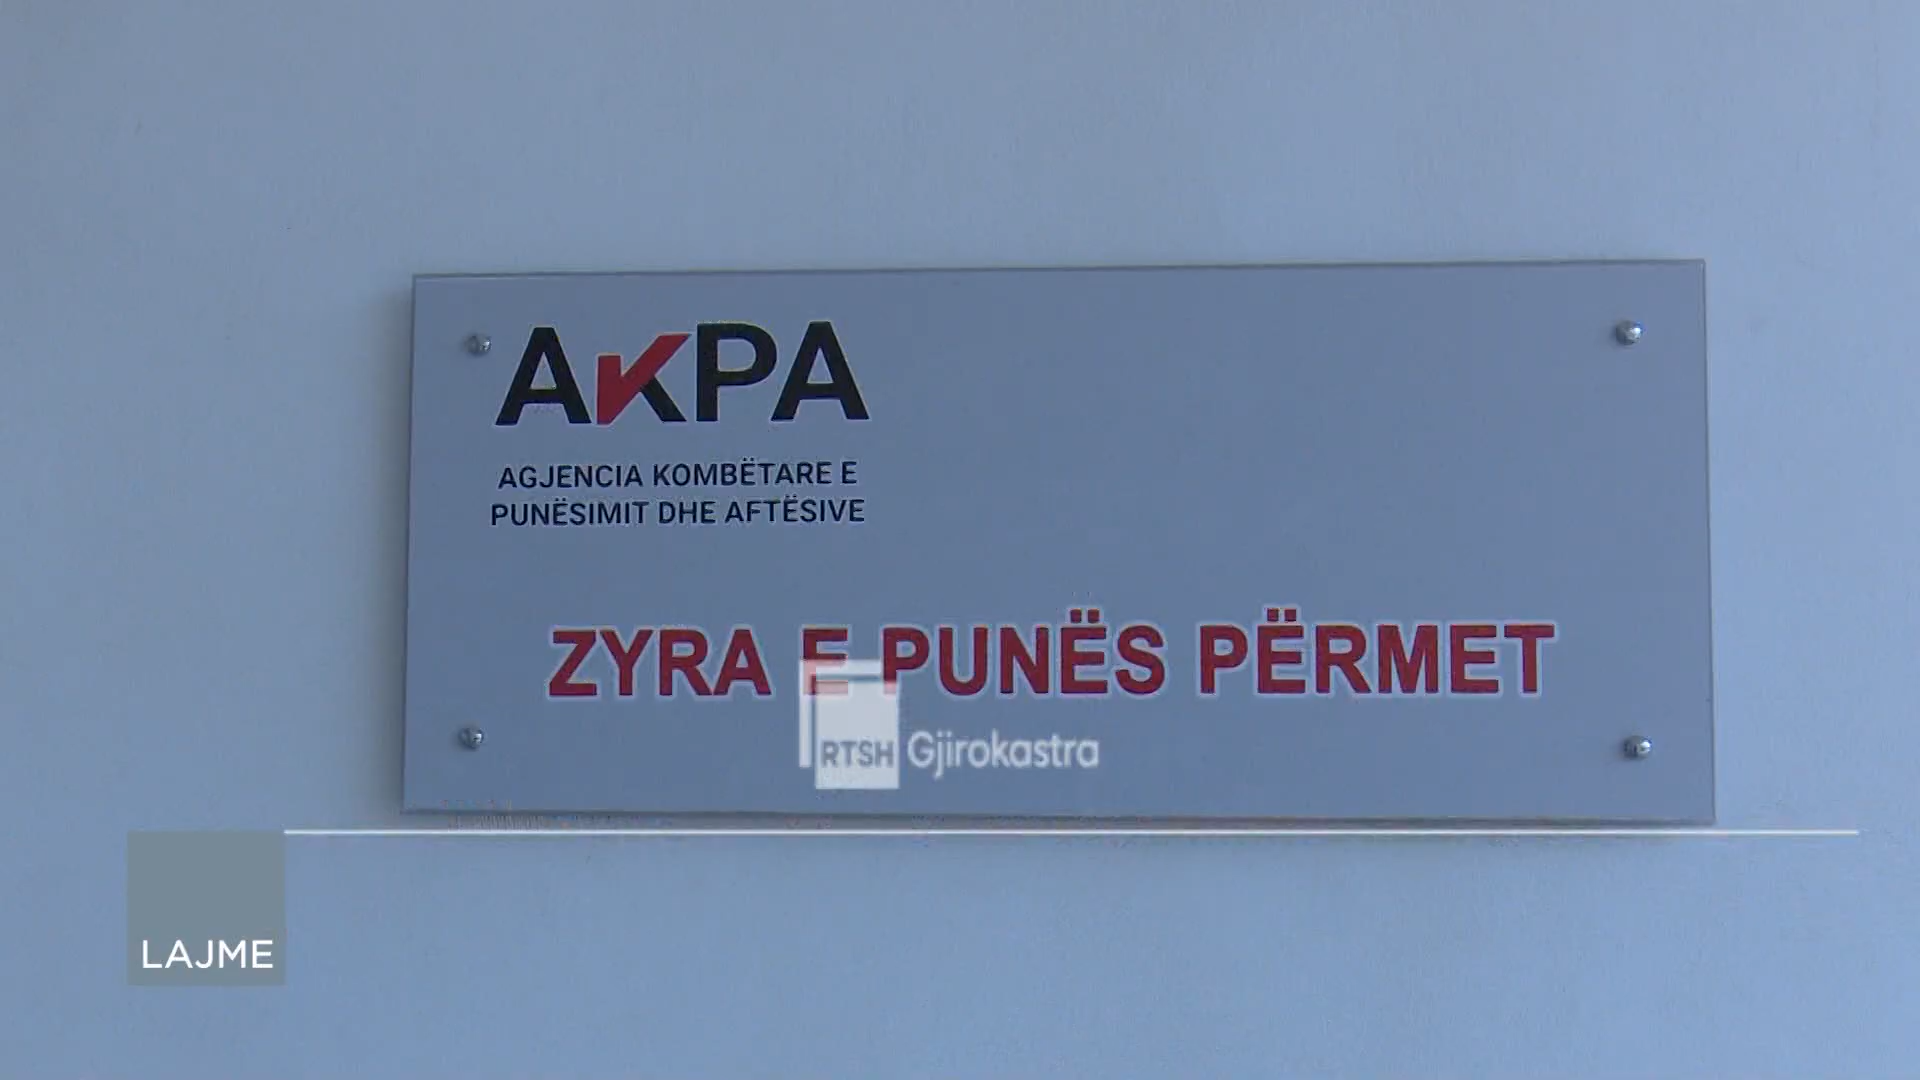 AKPA
AGJENCIA KOMBËTARE E
PUNËSIMIT DHE AFTËSIVE
ZYRA E PUNËS PËRMET
RTSH Gjirokastra
LAJME